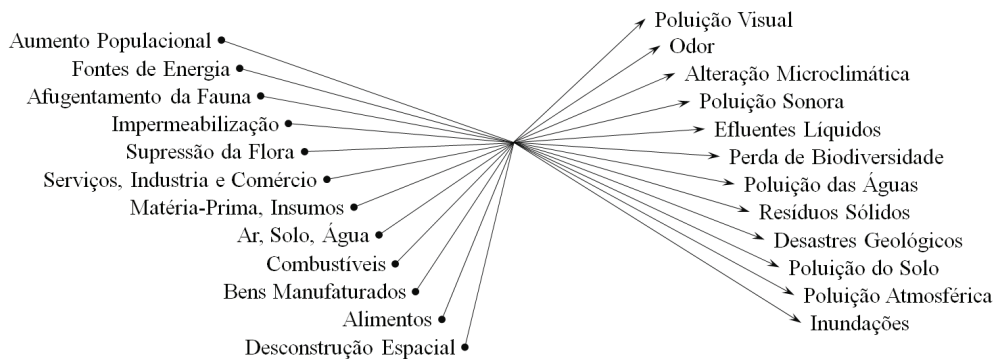 Aumento Populacional
Fontes de Energia
Afugentamento da Fauna
Impermeabilização
Supressão da Flora
Serviços, Industria e Comércio
Matéria-Prima, Insumos
Ar, Solo, Água
Combustíveis
Bens Manufaturados
Alimentos
Desconstrução Espacial
Poluição Visual
Odor
Alteração Microclimática
Poluição Sonora
Efluentes Líquidos
Perda de Biodiversidade
Poluição das Águas
Resíduos Sólidos
Desastres Geológicos
Poluição do Solo
Poluição Atmosférica
Inundações